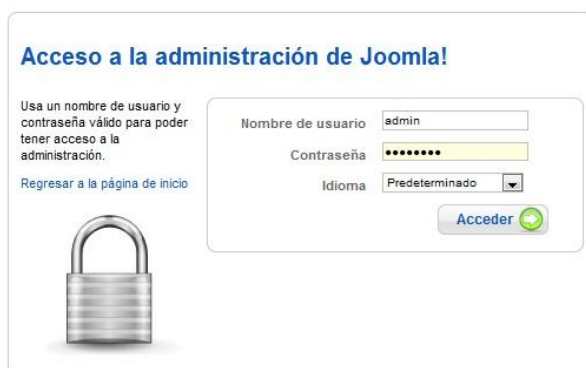 Acceso a la administración de Joomla!
Usa un nombre de usuario y
contraseña válido para poder
tener acceso a la
administración.
Regresar a la página de inicio
Nombre de usuario admin
Contraseña ••••••••
Idioma Predeterminado
Acceder